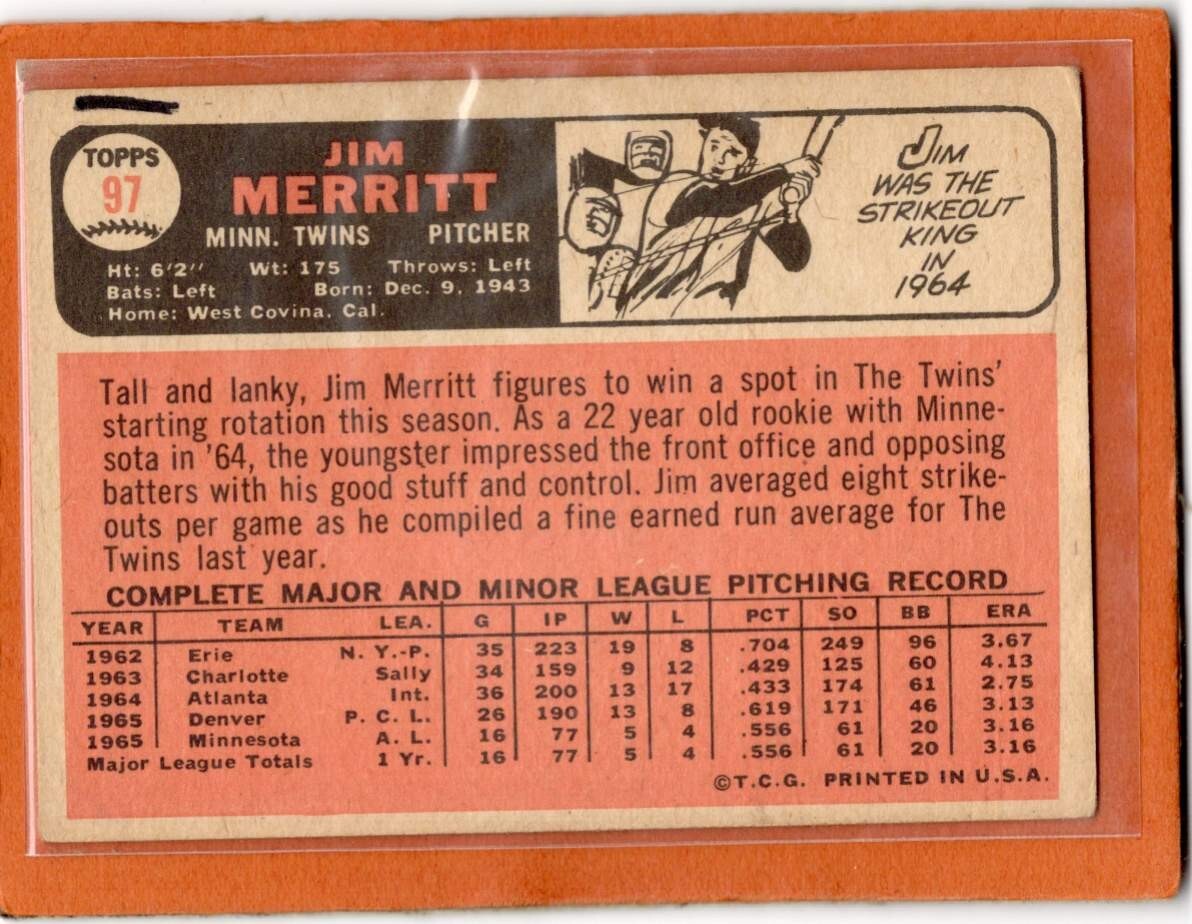 TOPPS
97
JIM
MERRITT
MINN. TWINS PITCHER
Ht: 6'2" Wt: 175 Throws: Left
Bats: Left Born: Dec. 9, 1943
Home: West Covina, Cal.
JIM
WAS THE
STRIKEOUT
KING
IN
1964
Tall and lanky, Jim Merritt figures to win a spot in The Twins'
starting rotation this season. As a 22 year old rookie with Minne-
sota in '64, the youngster impressed the front office and opposing
batters with his good stuff and control. Jim averaged eight strike-
outs per game as he compiled a fine earned run average for The
Twins last year.
COMPLETE MAJOR AND MINOR LEAGUE PITCHING RECORD
YEAR TEAM LEA. G IP W L PCT SO BB ERA
1962 Erie N. Y.-P. 35 223 19 8 .704 249 96 3.67
1963 Charlotte Sally 34 159 9 12 .429 125 60 4.13
1964 Atlanta Int. 36 200 13 17 .433 174 61 2.75
1965 Denver P. C. L. 26 190 13 8 .619 171 46 3.13
1965 Minnesota A. L. 16 77 5 4 .556 61 20 3.16
Major League Totals 1 Yr. 16 77 5 4 .556 61 20 3.16
©T.C.G. PRINTED IN U.S.A.